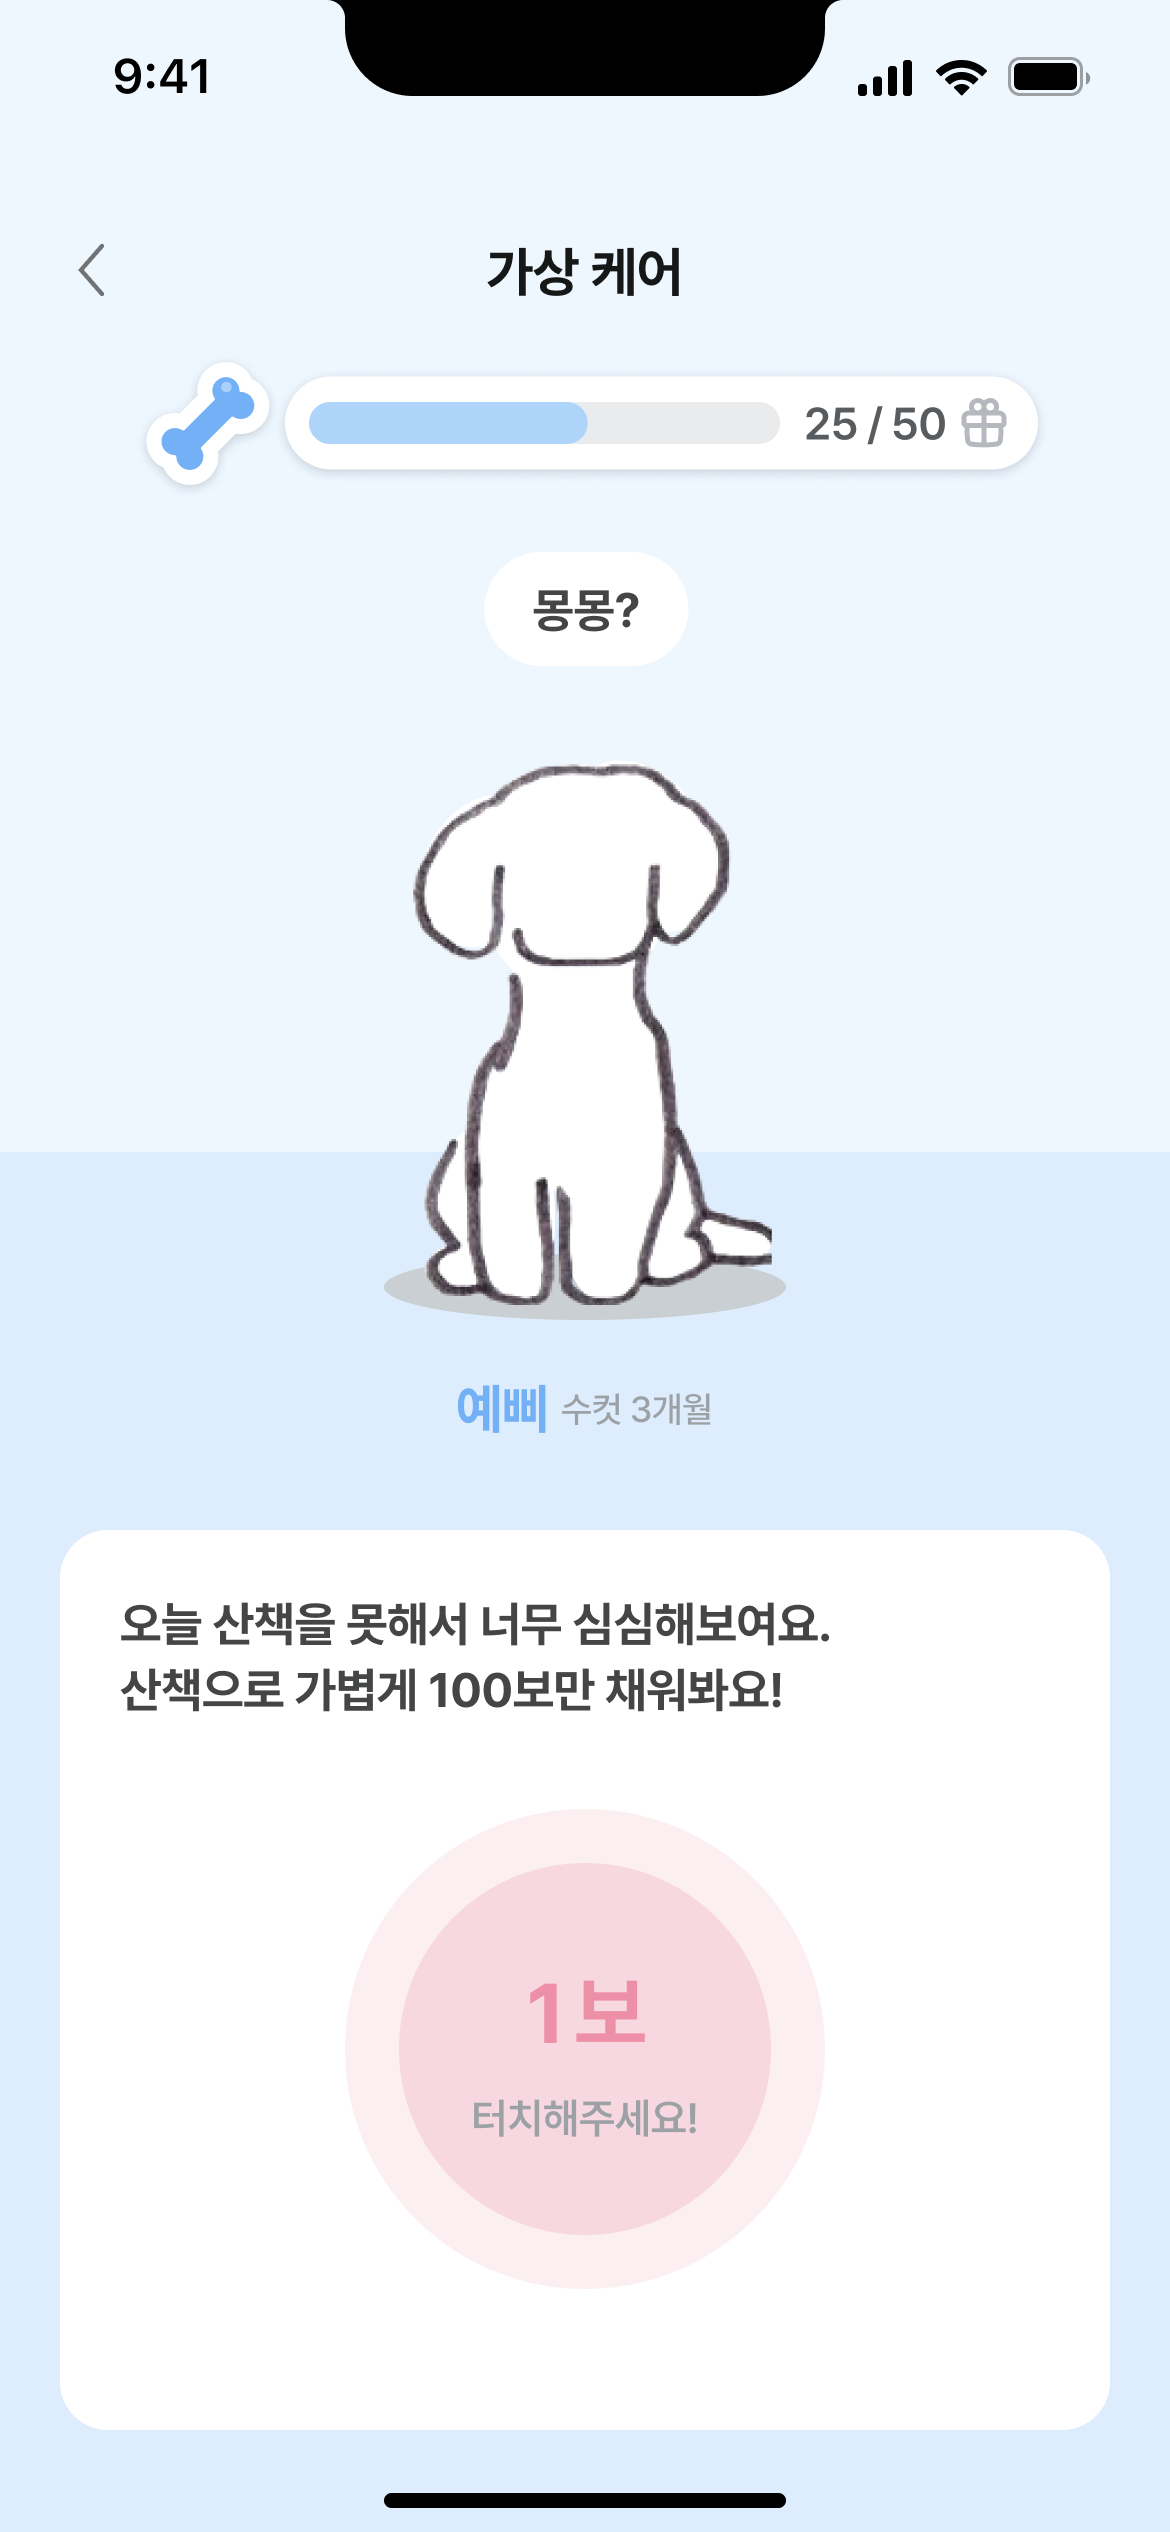 9:41
가상 케어
25 / 50
몽몽?
예삐 수컷 3개월
오늘 산책을 못해서 너무 심심해보여요.
산책으로 가볍게 100보만 채워봐요!
1보
터치해주세요!